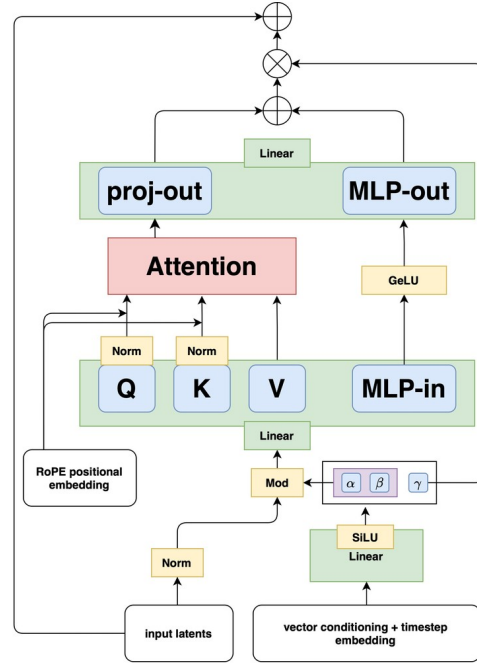 Linear
proj-out
MLP-out
Attention
GeLU
Norm
Norm
Q
K
V
MLP-in
Linear
RoPE positional
embedding
Mod
α
β
γ
SiLU
Linear
Norm
input latents
vector conditioning + timestep
embedding